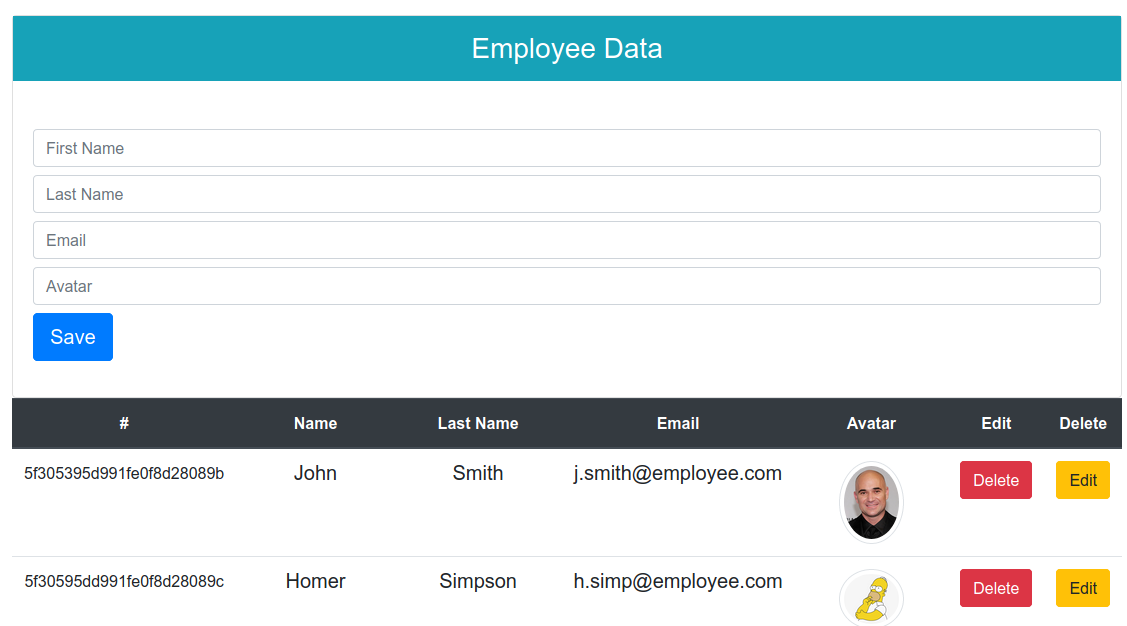 Employee Data
First Name
Last Name
Email
Avatar
Save
# Name Last Name Email Avatar Edit Delete
5f305395d991fe0f8d28089b John Smith j.smith@employee.com Delete Edit
5f30595dd991fe0f8d28089c Homer Simpson h.simp@employee.com Delete Edit